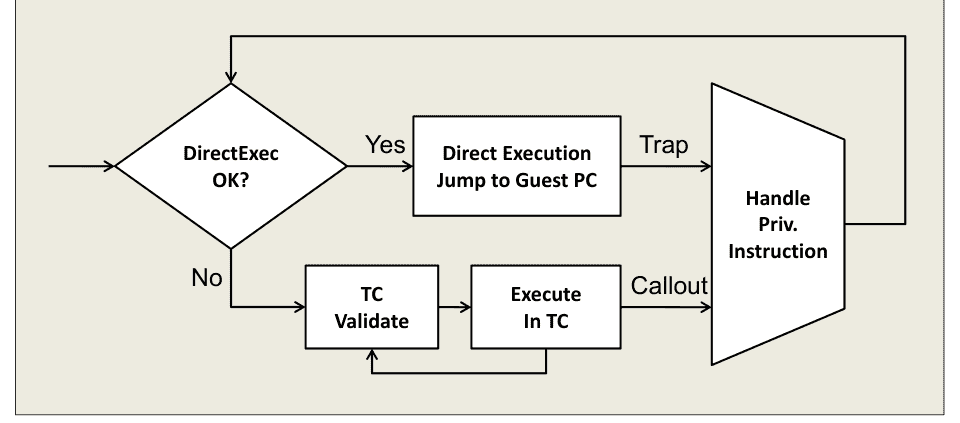 DirectExec
OK?
Yes
Direct Execution
Jump to Guest PC
Trap
Handle
Priv.
Instruction
No
TC
Validate
Execute
In TC
Callout